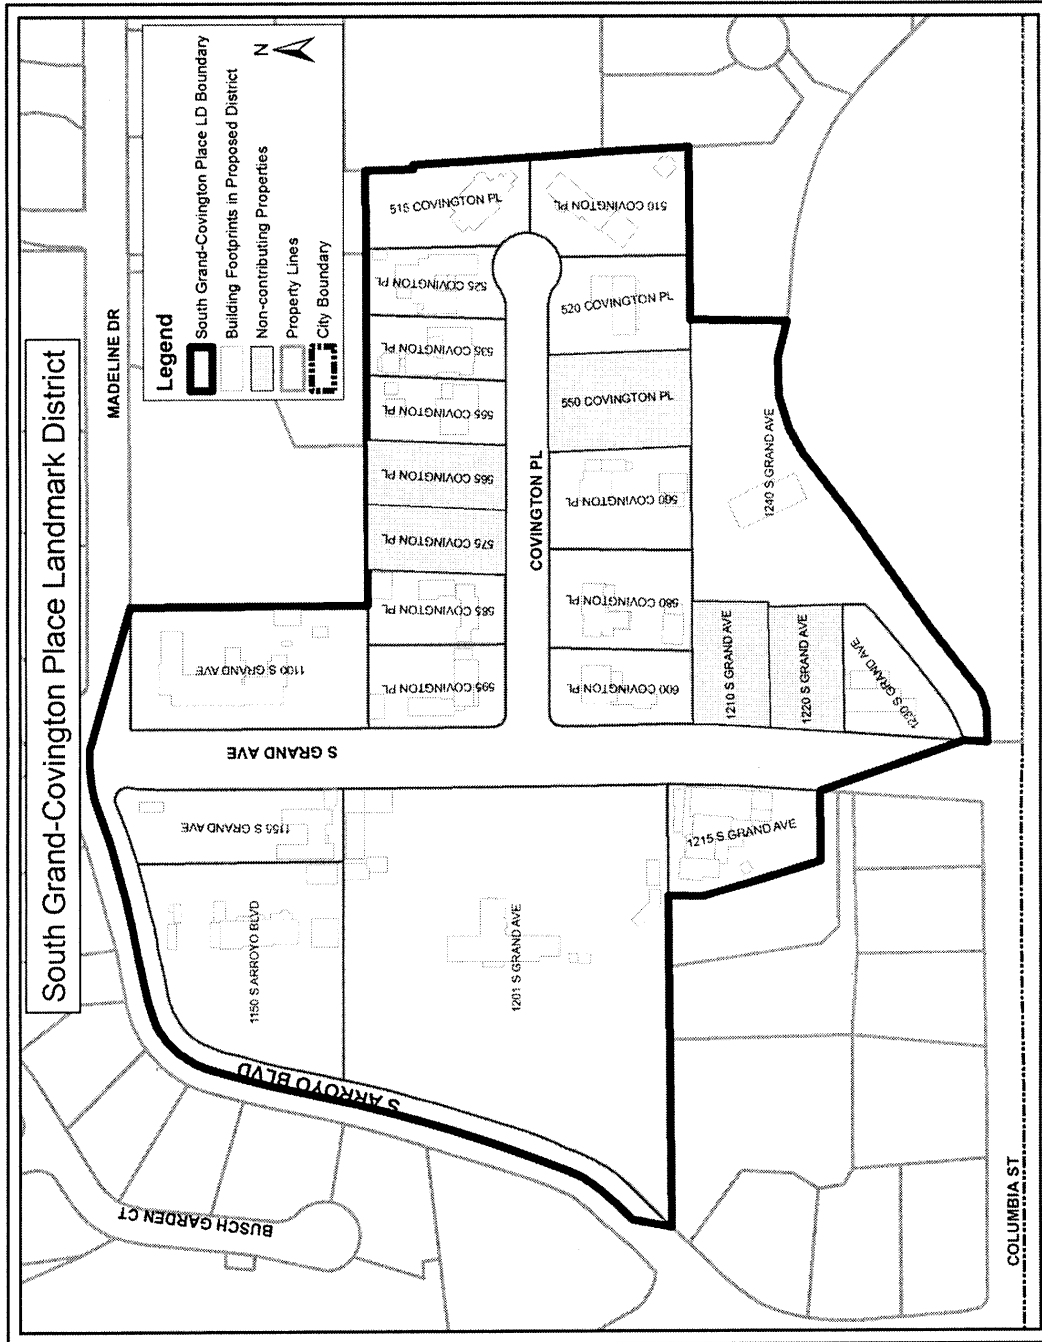 South Grand-Covington Place Landmark District
Legend
South Grand-Covington Place LD Boundary
Building Footprints in Proposed District
Non-contributing Properties
Property Lines
City Boundary
N
MADELINE DR
515 COVINGTON PL
525 COVINGTON PL
535 COVINGTON PL
555 COVINGTON PL
565 COVINGTON PL
575 COVINGTON PL
585 COVINGTON PL
595 COVINGTON PL
510 COVINGTON PL
520 COVINGTON PL
550 COVINGTON PL
COVINGTON PL
COVINGTON PL
580 COVINGTON PL
600 COVINGTON PL
1100 S GRAND AVE
S GRAND AVE
1155 S GRAND AVE
1150 S ARROYO BLVD
1201 S GRAND AVE
1215 S GRAND AVE
1210 S GRAND AVE
1220 S GRAND AVE
1230 S GRAND AVE
1240 S GRAND AVE
S ARROYO BLVD
BUSCH GARDEN CT
COLUMBIA ST